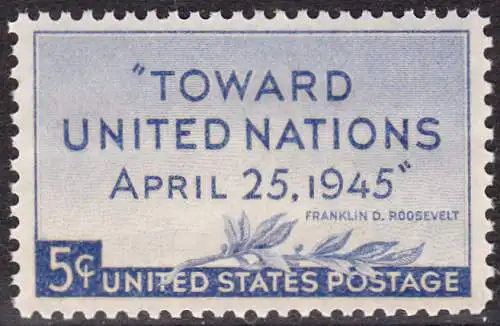 "TOWARD
UNITED NATIONS
APRIL 25, 1945"
FRANKLIN D. ROOSEVELT
5¢ UNITED STATES POSTAGE